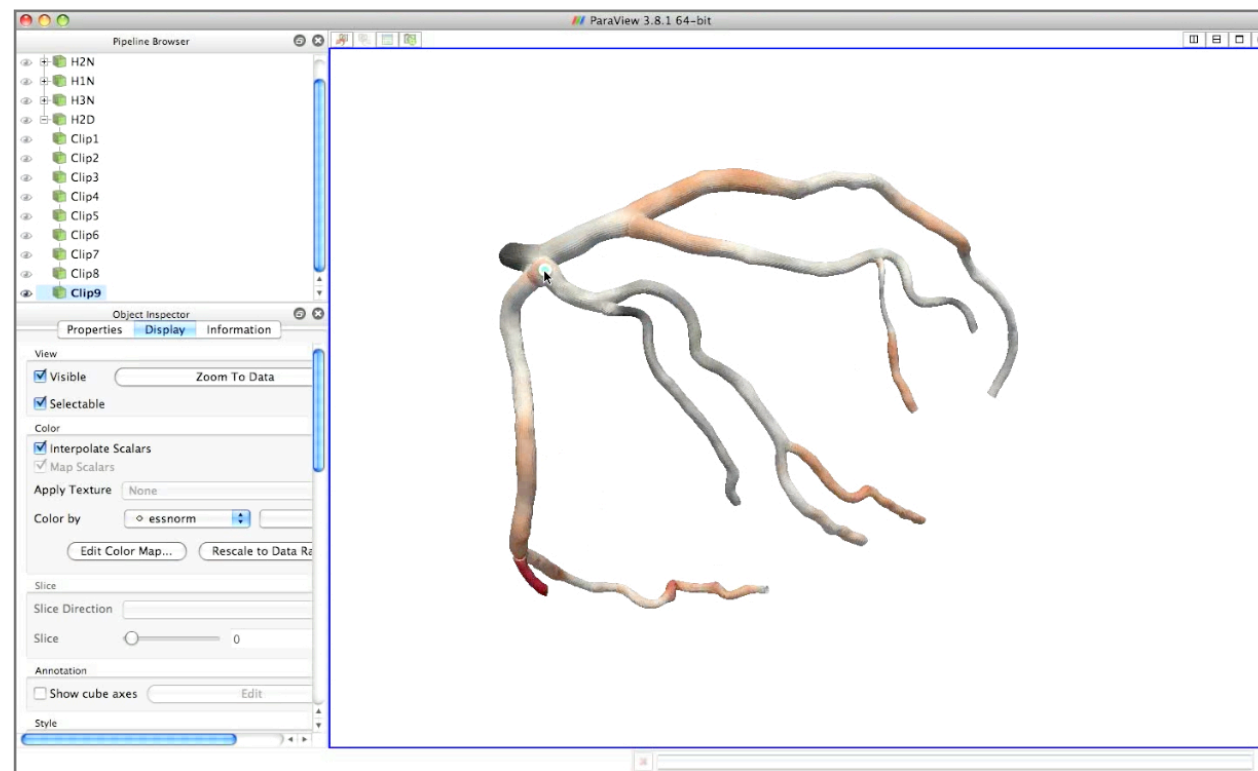 ParaView 3.8.1 64-bit
Pipeline Browser
H2N
H1N
H3N
H2D
Clip1
Clip2
Clip3
Clip4
Clip5
Clip6
Clip7
Clip8
Clip9
Object Inspector
Properties Display Information
View
Visible Zoom To Data
Selectable
Color
Interpolate Scalars
Map Scalars
Apply Texture None
Color by essnorm
Edit Color Map... Rescale to Data Ra
Slice
Slice Direction
Slice 0
Annotation
Show cube axes Edit
Style